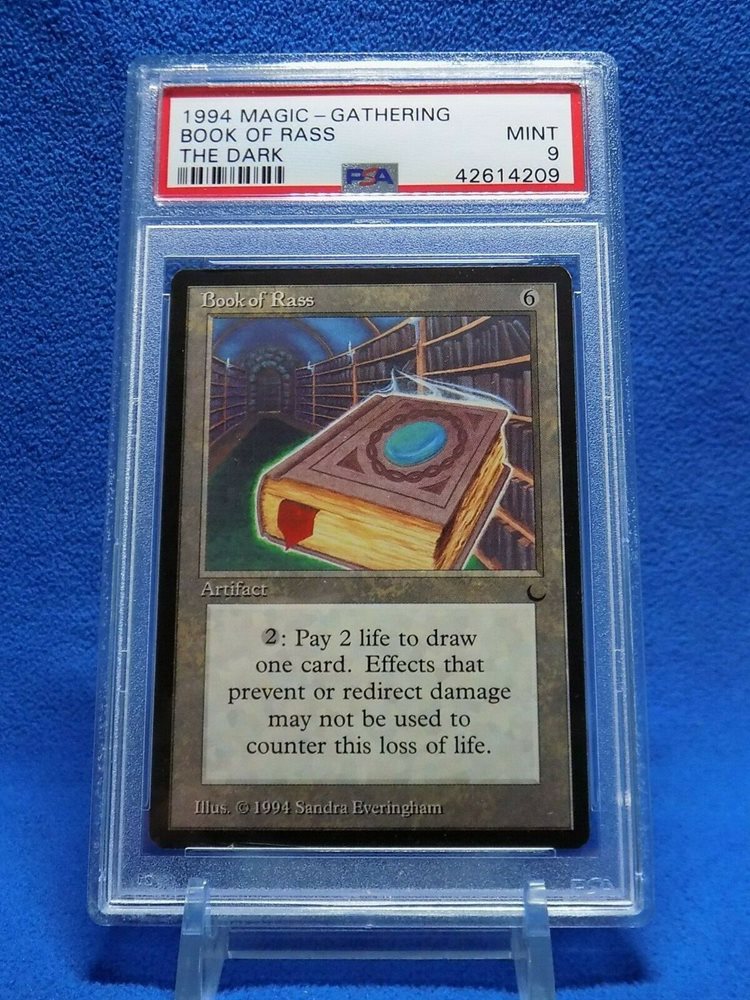 1994 MAGIC - GATHERING
BOOK OF RASS MINT
THE DARK 9
PSA 42614209
Book of Rass 6
Artifact
2: Pay 2 life to draw
one card. Effects that
prevent or redirect damage
may not be used to
counter this loss of life.
Illus. © 1994 Sandra Everingham
PSA